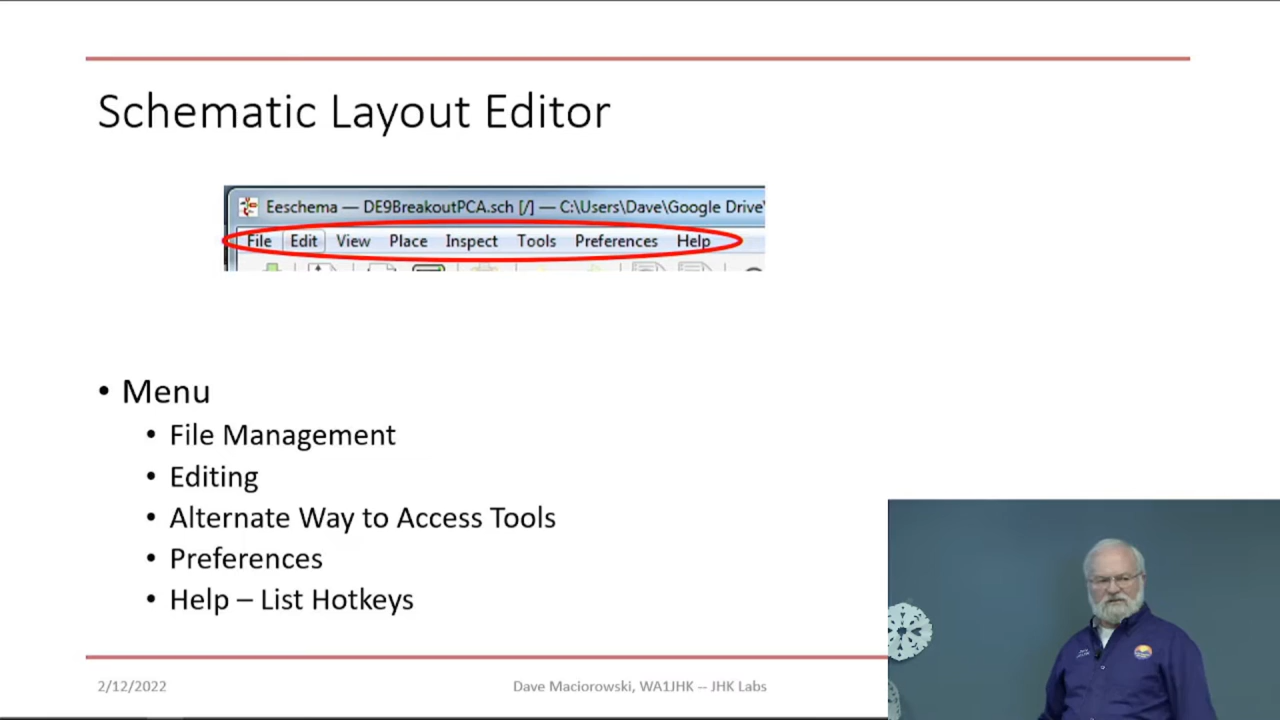 Schematic Layout Editor
Eeschema — DE9BreakoutPCA.sch [/] — C:\Users\Dave\Google Drive\
File Edit View Place Inspect Tools Preferences Help
• Menu
• File Management
• Editing
• Alternate Way to Access Tools
• Preferences
• Help – List Hotkeys
2/12/2022
Dave Maciorowski, WA1JHK -- JHK Labs